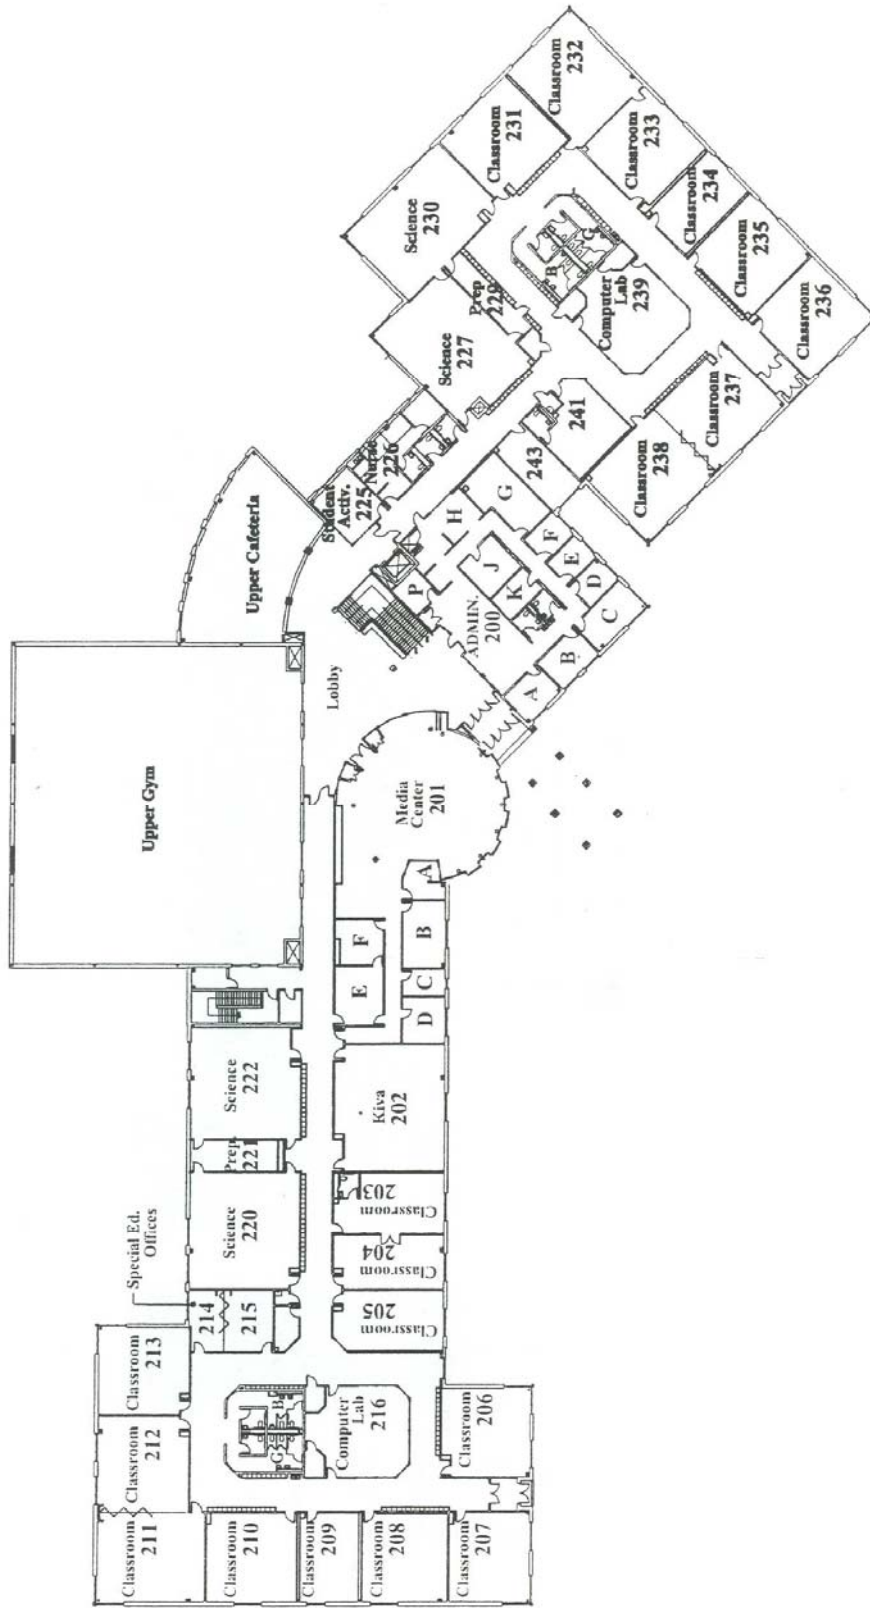 Classroom
232
Classroom
231
Classroom
233
Science
230
Classroom
234
Classroom
235
Prep
229
B
G
Computer
Lab
239
Classroom
236
Science
227
Classroom
237
241
Classroom
238
Nurse
226
243
Student
Activ.
225
G
H
F
E
D
C
J
K
P
ADMIN.
200
B
A
Upper Cafeteria
Lobby
Upper Gym
Media
Center
201
A
B
C
D
F
E
Science
222
Kiva
202
Prep.
221
Science
220
203
Classroom
204
Classroom
205
Classroom
Special Ed.
Offices
214
215
Classroom
213
Classroom
212
Classroom
211
B
G
Computer
Lab
216
Classroom
206
Classroom
210
Classroom
209
Classroom
208
Classroom
207